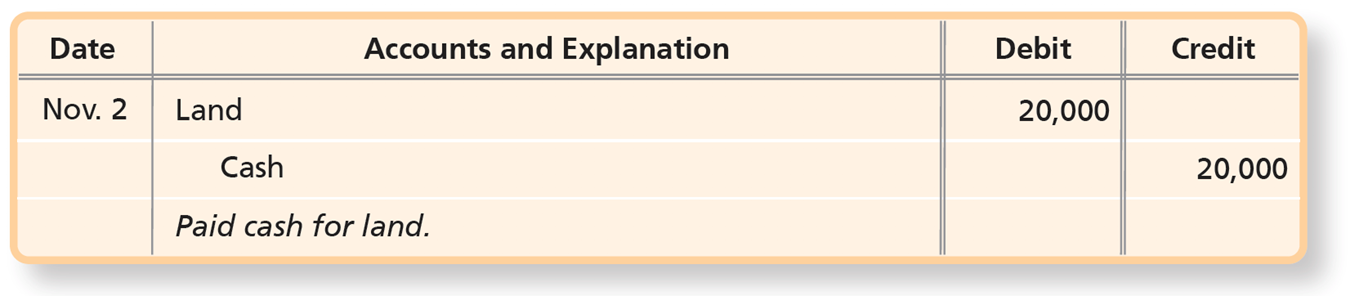 Date Accounts and Explanation Debit Credit
Nov. 2 Land 20,000
Cash 20,000
Paid cash for land.